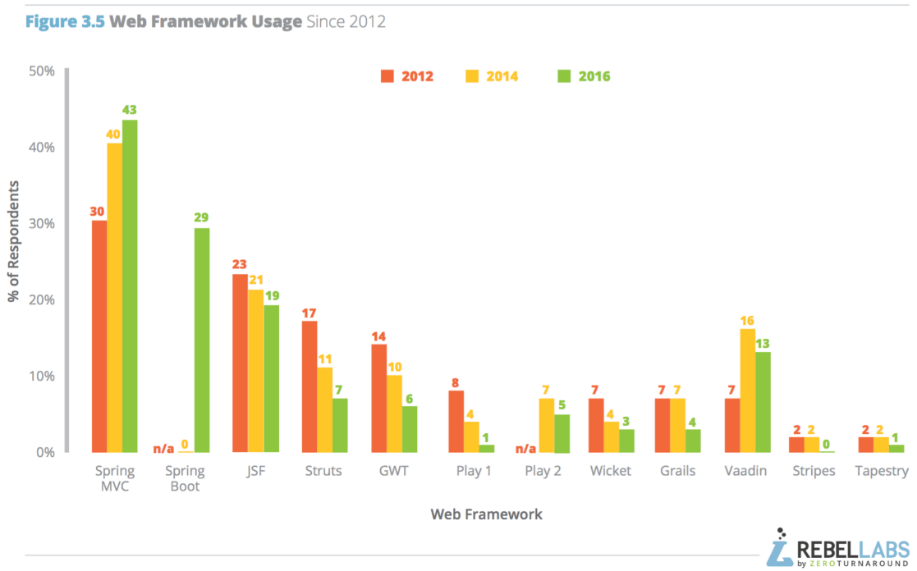 Figure 3.5 Web Framework Usage Since 2012
2012 2014 2016
50%
40%
30%
20%
10%
0%
% of Respondents
30 40 43
n/a 0 29
23 21 19
17 11 7
14 10 6
8 4 1
n/a 7 5
7 4 3
7 7 4
7 16 13
2 2 0
2 2 1
Spring MVC
Spring Boot
JSF
Struts
GWT
Play 1
Play 2
Wicket
Grails
Vaadin
Stripes
Tapestry
Web Framework
REBELLABS
by ZEROTURNAROUND